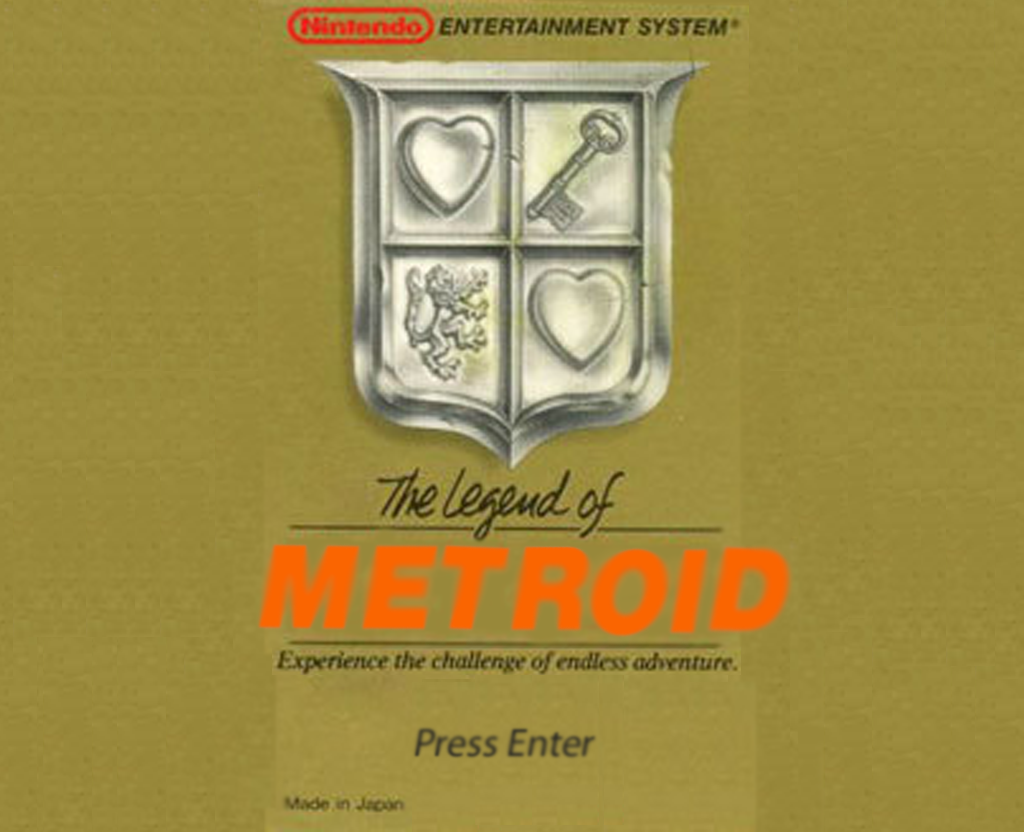 Nintendo ENTERTAINMENT SYSTEM®
The Legend of
METROID
Experience the challenge of endless adventure.
Press Enter
Made in Japan